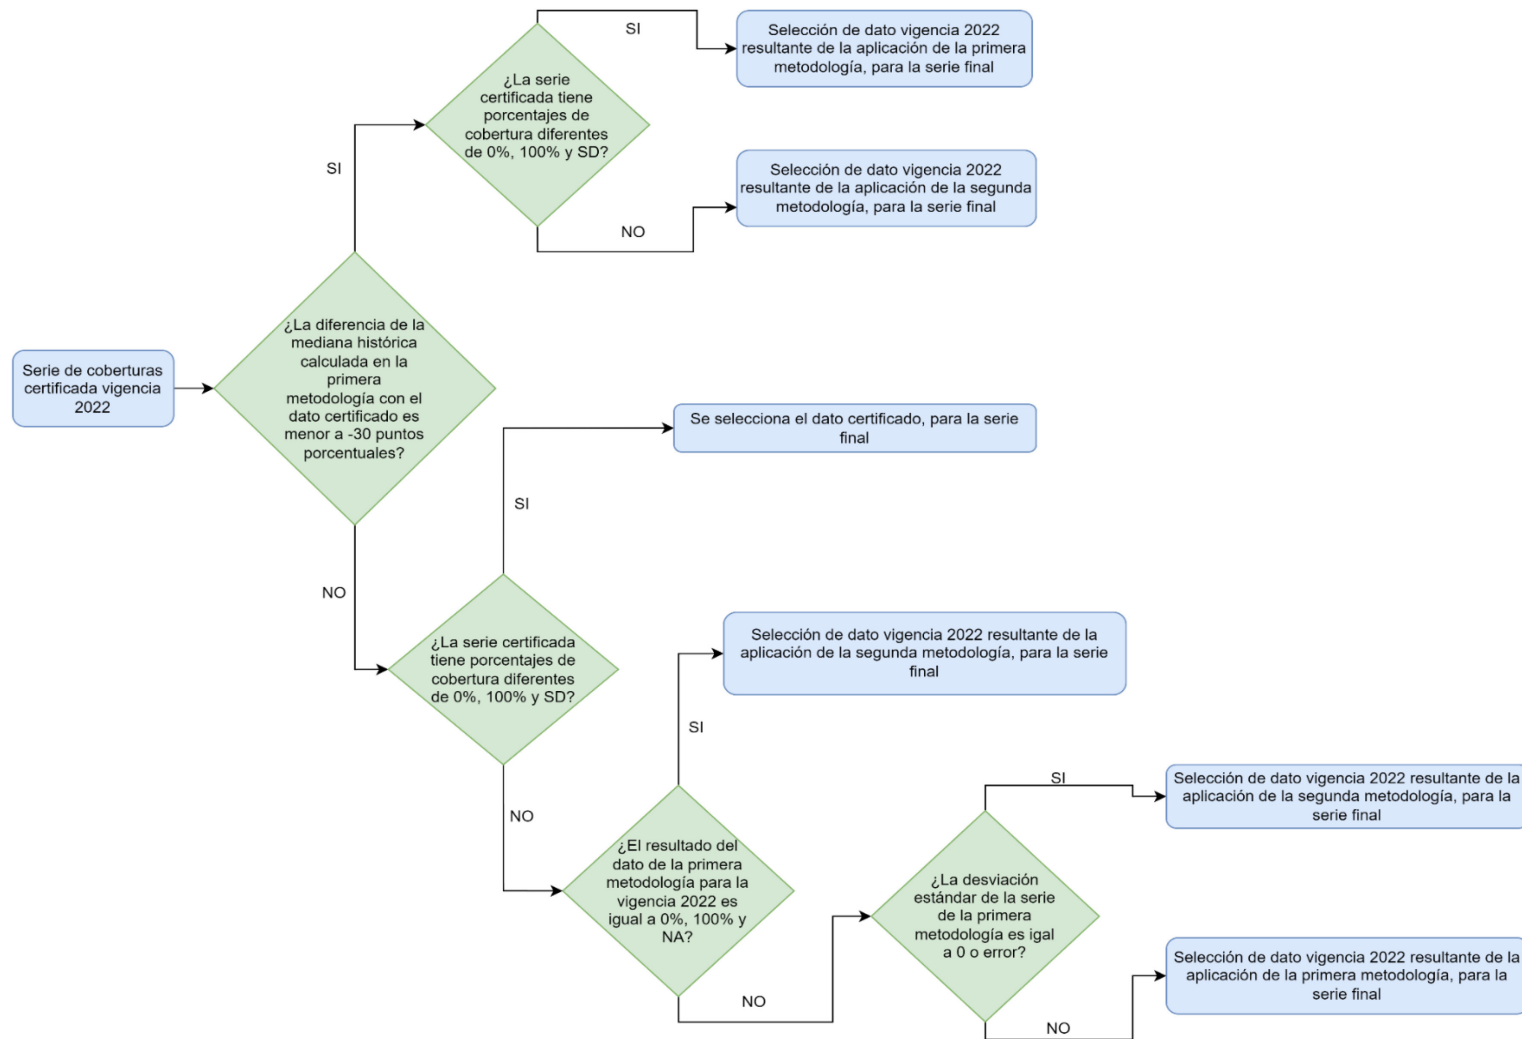 SI
Selección de dato vigencia 2022
resultante de la aplicación de la primera
metodología, para la serie final
¿La serie
certificada tiene
porcentajes de
cobertura diferentes
de 0%, 100% y SD?
SI
Selección de dato vigencia 2022
resultante de la aplicación de la segunda
metodología, para la serie final
NO
¿La diferencia de la
mediana histórica
calculada en la
primera
metodología con el
dato certificado es
menor a -30 puntos
porcentuales?
Serie de coberturas
certificada vigencia
2022
Se selecciona el dato certificado, para la serie
final
SI
NO
¿La serie certificada
tiene porcentajes de
cobertura diferentes
de 0%, 100% y SD?
Selección de dato vigencia 2022 resultante de la
aplicación de la segunda metodología, para la serie
final
SI
NO
¿El resultado del
dato de la primera
metodología para la
vigencia 2022 es
igual a 0%, 100% y
NA?
SI
Selección de dato vigencia 2022 resultante de la
aplicación de la segunda metodología, para la
serie final
¿La desviación
estándar de la serie
de la primera
metodología es igal
a 0 o error?
NO
Selección de dato vigencia 2022 resultante de la
aplicación de la primera metodología, para la
serie final
NO